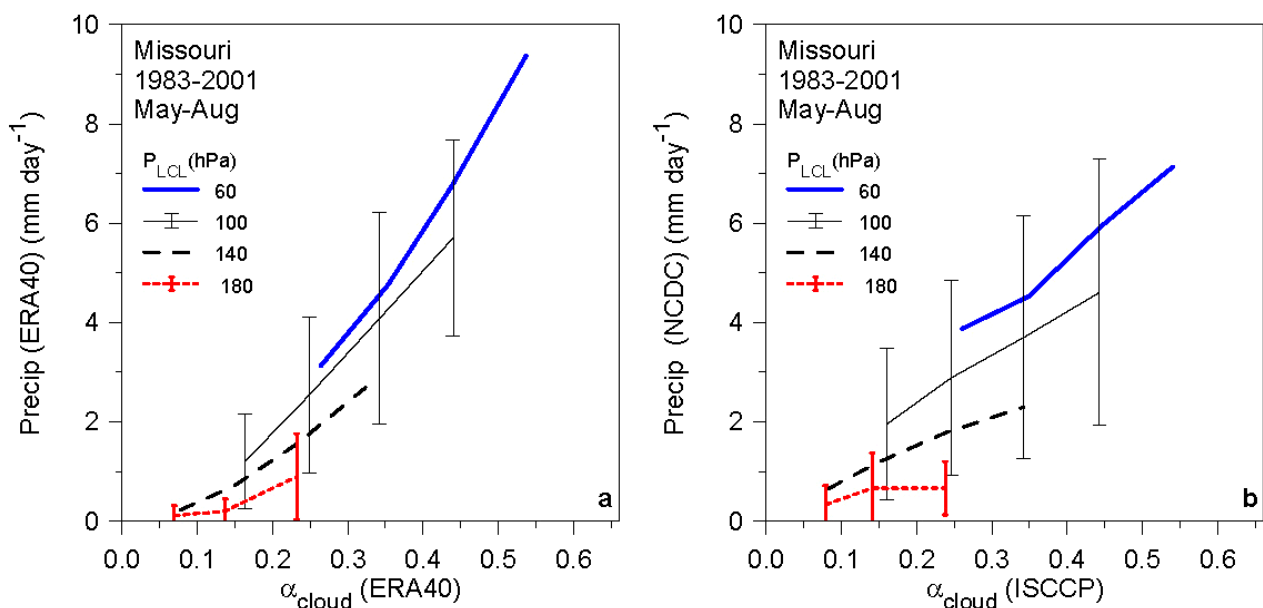 10
8
6
4
2
0
Precip (ERA40) (mm day⁻¹)
Missouri
1983-2001
May-Aug
P_LCL (hPa)
60
100
140
180
a
0.0 0.1 0.2 0.3 0.4 0.5 0.6
α_cloud (ERA40)
10
8
6
4
2
0
Precip (NCDC) (mm day⁻¹)
Missouri
1983-2001
May-Aug
P_LCL (hPa)
60
100
140
180
b
0.0 0.1 0.2 0.3 0.4 0.5 0.6
α_cloud (ISCCP)